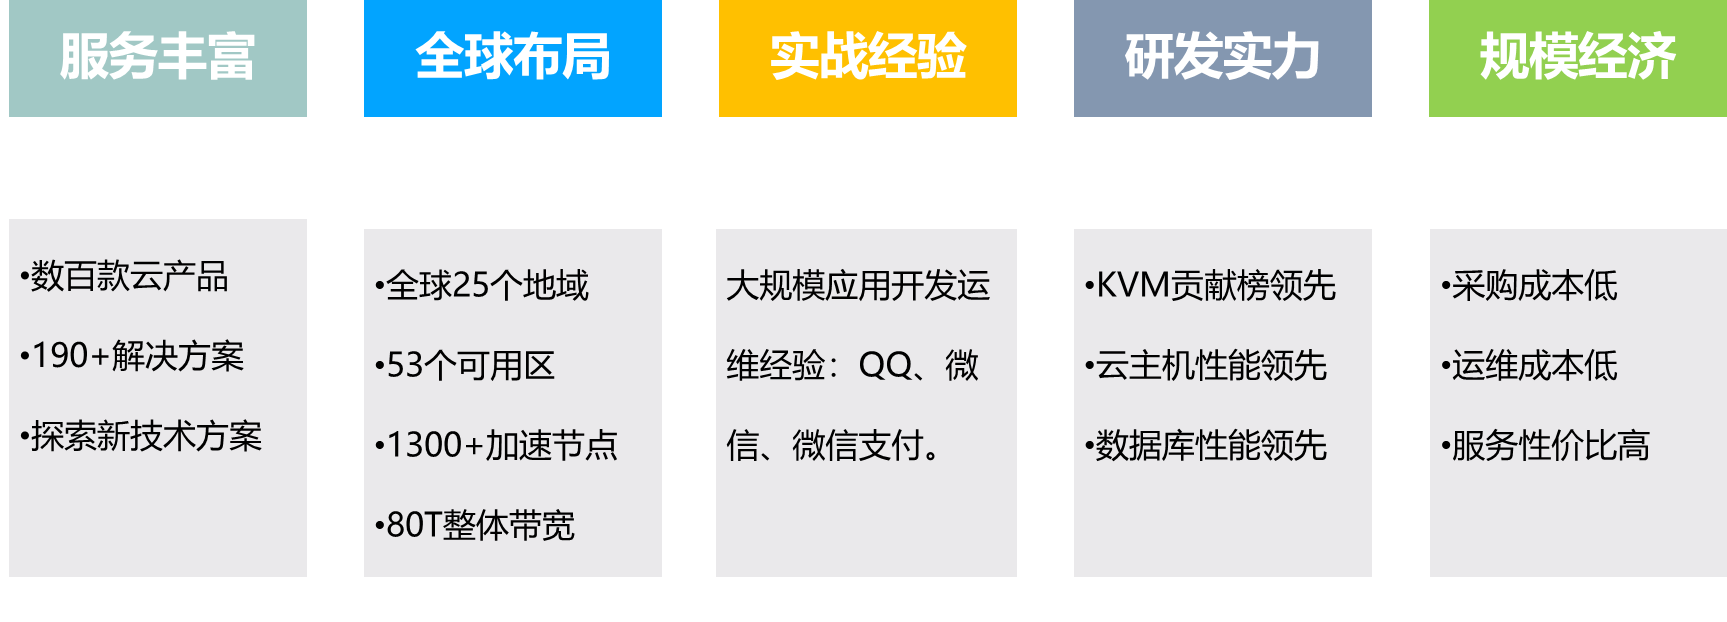 服务丰富
•数百款云产品
•190+解决方案
•探索新技术方案
全球布局
•全球25个地域
•53个可用区
•1300+加速节点
•80T整体带宽
实战经验
大规模应用开发运
维经验：QQ、微
信、微信支付。
研发实力
•KVM贡献榜领先
•云主机性能领先
•数据库性能领先
规模经济
•采购成本低
•运维成本低
•服务性价比高